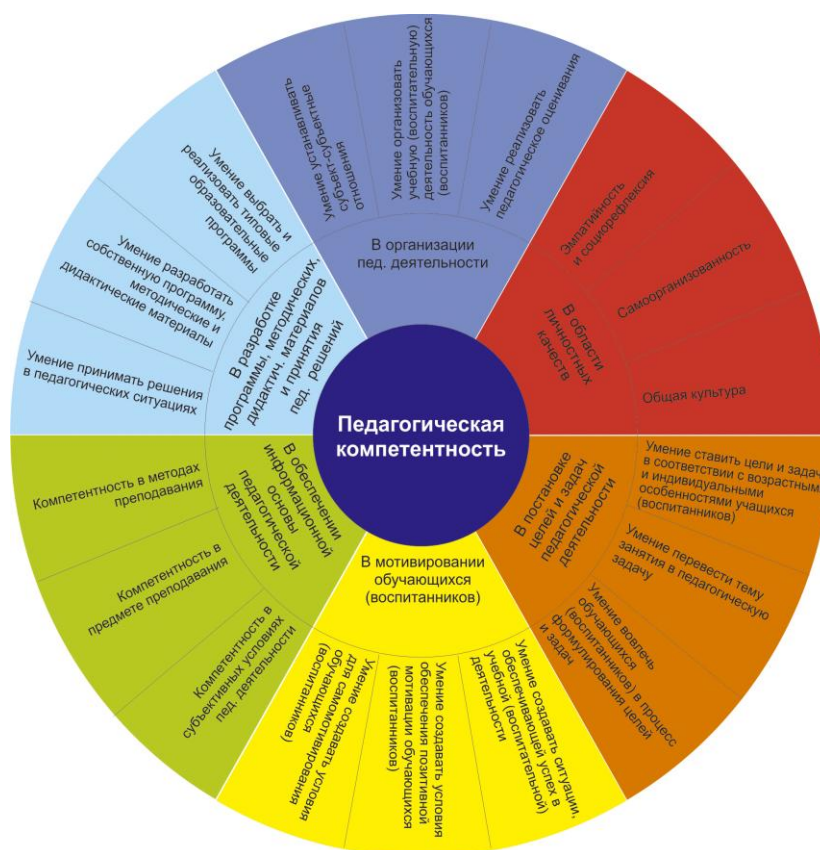 Педагогическая
компетентность
В организации
пед. деятельности
Умение устанавливать
субъект-субъектные
отношения
Умение организовать
учебную (воспитательную)
деятельность обучающихся
(воспитанников)
Умение реализовать
педагогическое оценивания
В области
личностных
качеств
Эмпатийность
и социорефлексия
Самоорганизованность
Общая культура
В постановке
целей и задач
педагогической
деятельности
Умение ставить цели и задачи
в соответствии с возрастными
и индивидуальными
особенностями учащихся
(воспитанников)
Умение перевести тему
занятия в педагогическую
задачу
Умение вовлечь
обучающихся
(воспитанников) в процесс
формулирования целей
и задач
В мотивировании
обучающихся
(воспитанников)
Умение создавать ситуации,
обеспечивающей успех в
учебной (воспитательной)
деятельности
Умение создавать условия
обеспечения позитивной
мотивации обучающихся
(воспитанников)
Умение создавать условия
для самомотивирования
обучающихся
(воспитанников)
В обеспечении
информационной
основы
педагогической
деятельности
Компетентность в
субъективных условиях
пед. деятельности
Компетентность в
предмете преподавания
Компетентность в методах
преподавания
В разработке
программы, методических,
дидактич. материалов
и принятия
пед. решений
Умение принимать решения
в педагогических ситуациях
Умение разработать
собственную программу,
методические и
дидактические материалы
Умение выбрать и
реализовать типовые
образовательные
программы